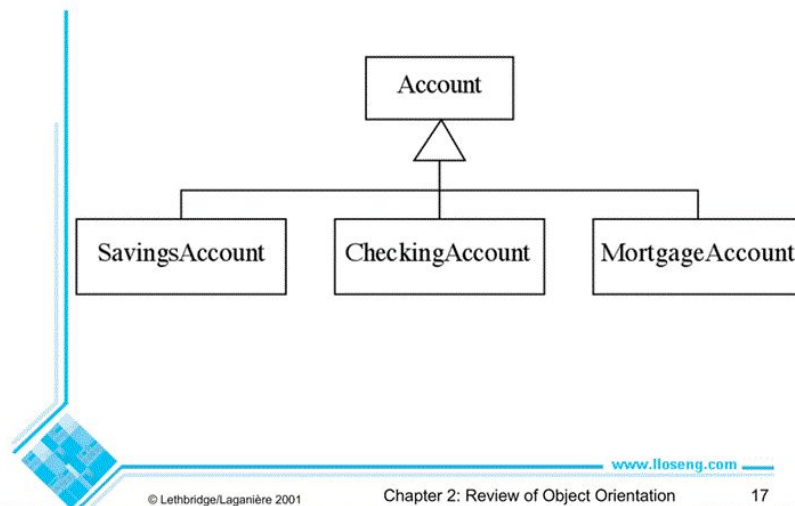 Account
SavingsAccount CheckingAccount MortgageAccount
www.lloseng.com
© Lethbridge/Laganière 2001 Chapter 2: Review of Object Orientation 17